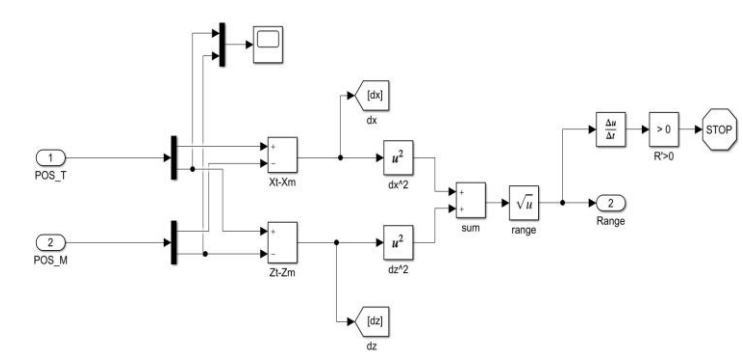 [dx]
dx
Δu
Δt
> 0
STOP
R'>0
1
POS_T
+
−
Xt-Xm
u²
dx^2
+
+
sum
√u
range
2
Range
2
POS_M
+
−
Zt-Zm
u²
dz^2
[dz]
dz